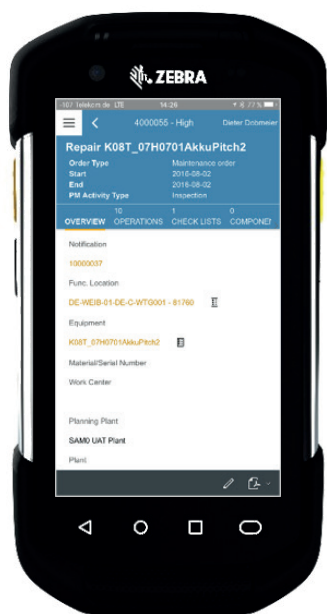 ZEBRA
-107 Telekom.de LTE 14:26 77 %
4000055 - High Dieter Dobmeier
Repair K08T_07H0701AkkuPitch2
Order Type Maintenance order
Start 2016-08-02
End 2016-08-02
PM Activity Type Inspection
10 1 0
OVERVIEW OPERATIONS CHECK LISTS COMPONE
Notification
10000037
Func. Location
DE-WEIB-01-DE-C-WTG001 - 81760
Equipment
K08T_07H0701AkkuPitch2
Material/Serial Number
Work Center
Planning Plant
SAM0 UAT Plant
Plant